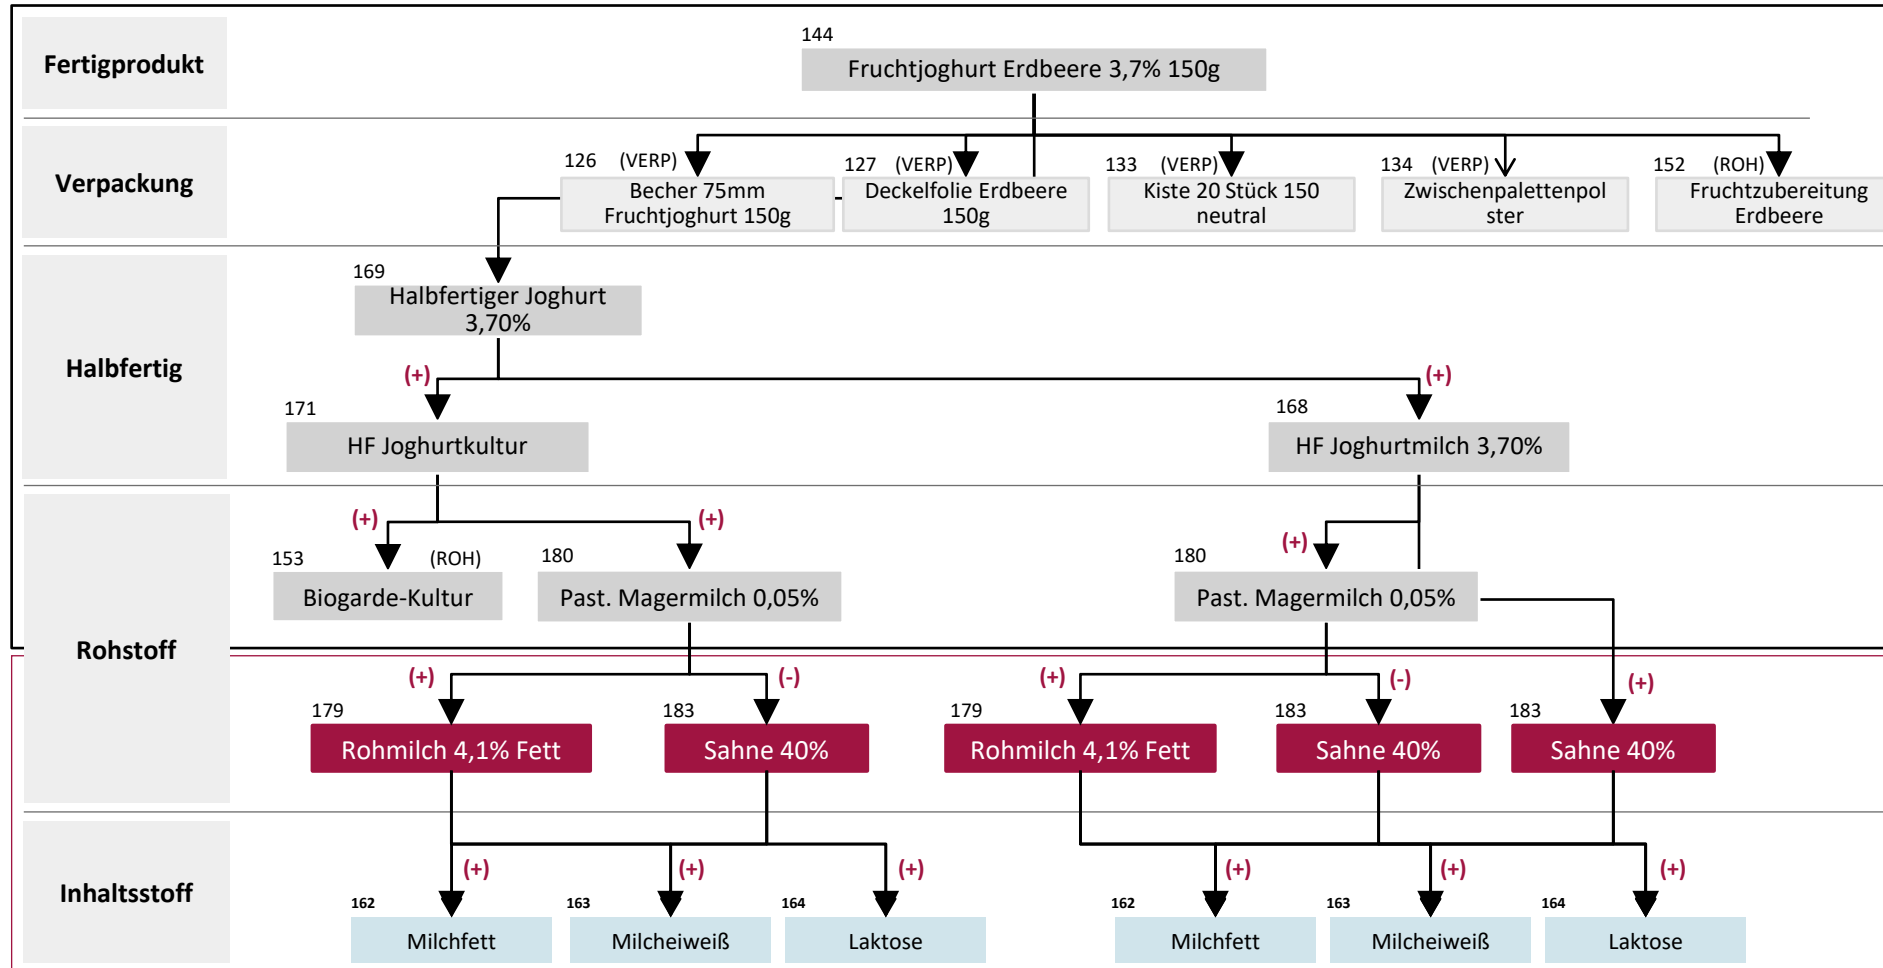 144
Fertigprodukt
Fruchtjoghurt Erdbeere 3,7% 150g
Verpackung
126 (VERP)
127 (VERP)
133 (VERP)
134 (VERP)
152 (ROH)
Becher 75mm
Fruchtjoghurt 150g
Deckelfolie Erdbeere
150g
Kiste 20 Stück 150
neutral
Zwischenpalettenpol
ster
Fruchtzubereitung
Erdbeere
Halbfertig
169
Halbfertiger Joghurt
3,70%
(+)
(+)
171
168
HF Joghurtkultur
HF Joghurtmilch 3,70%
Rohstoff
(+)
(+)
(+)
153 (ROH)
180
180
Biogarde-Kultur
Past. Magermilch 0,05%
Past. Magermilch 0,05%
(+)
(-)
(+)
(-)
(+)
179
183
179
183
183
Rohmilch 4,1% Fett
Sahne 40%
Rohmilch 4,1% Fett
Sahne 40%
Sahne 40%
Inhaltsstoff
(+)
(+)
(+)
(+)
(+)
(+)
162
163
164
162
163
164
Milchfett
Milcheiweiß
Laktose
Milchfett
Milcheiweiß
Laktose